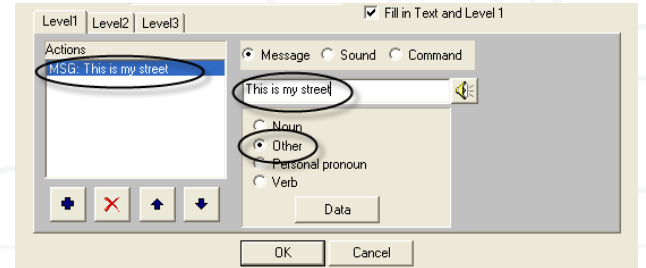 Fill in Text and Level 1
Level1 Level2 Level3
Actions
MSG: This is my street
Message Sound Command
This is my street
Noun
Other
Personal pronoun
Verb
Data
OK Cancel